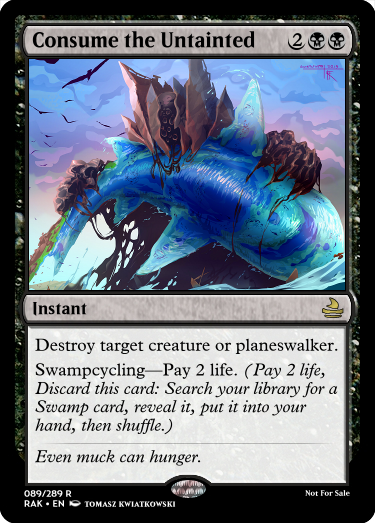 Consume the Untainted 2
Instant
Destroy target creature or planeswalker.
Swampcycling—Pay 2 life. (Pay 2 life,
Discard this card: Search your library for a
Swamp card, reveal it, put it into your
hand, then shuffle.)
Even muck can hunger.
089/289 R
Not For Sale
RAK • EN TOMASZ KWIATKOWSKI